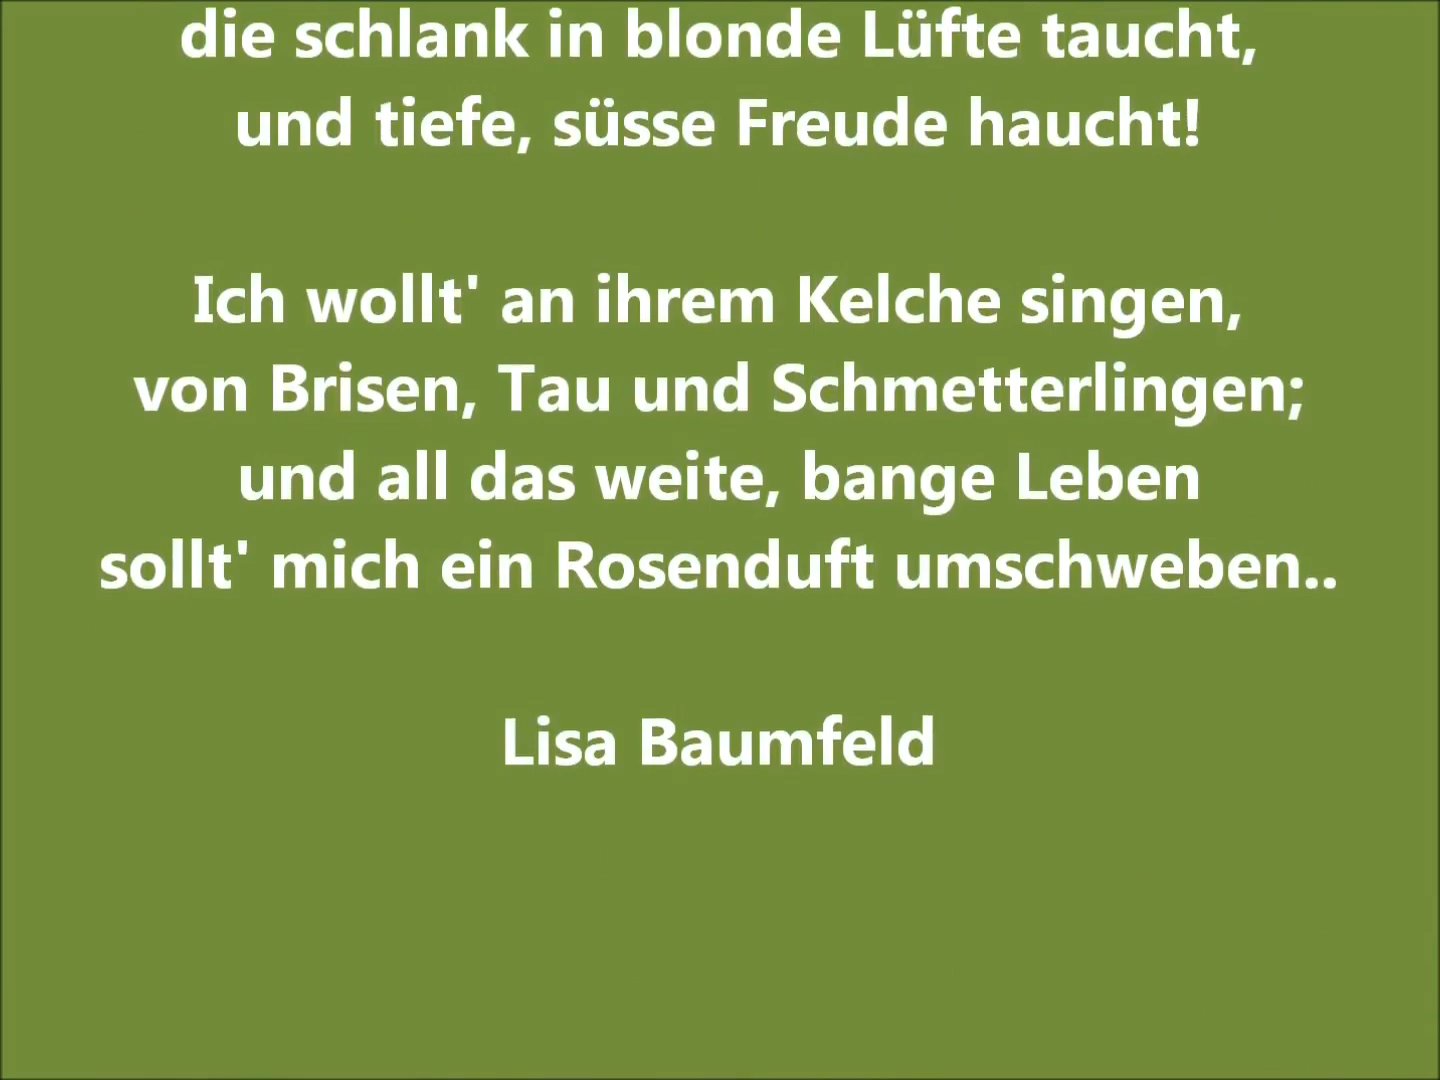 die schlank in blonde Lüfte taucht,
und tiefe, süsse Freude haucht!
Ich wollt' an ihrem Kelche singen,
von Brisen, Tau und Schmetterlingen;
und all das weite, bange Leben
sollt' mich ein Rosenduft umschweben..
Lisa Baumfeld